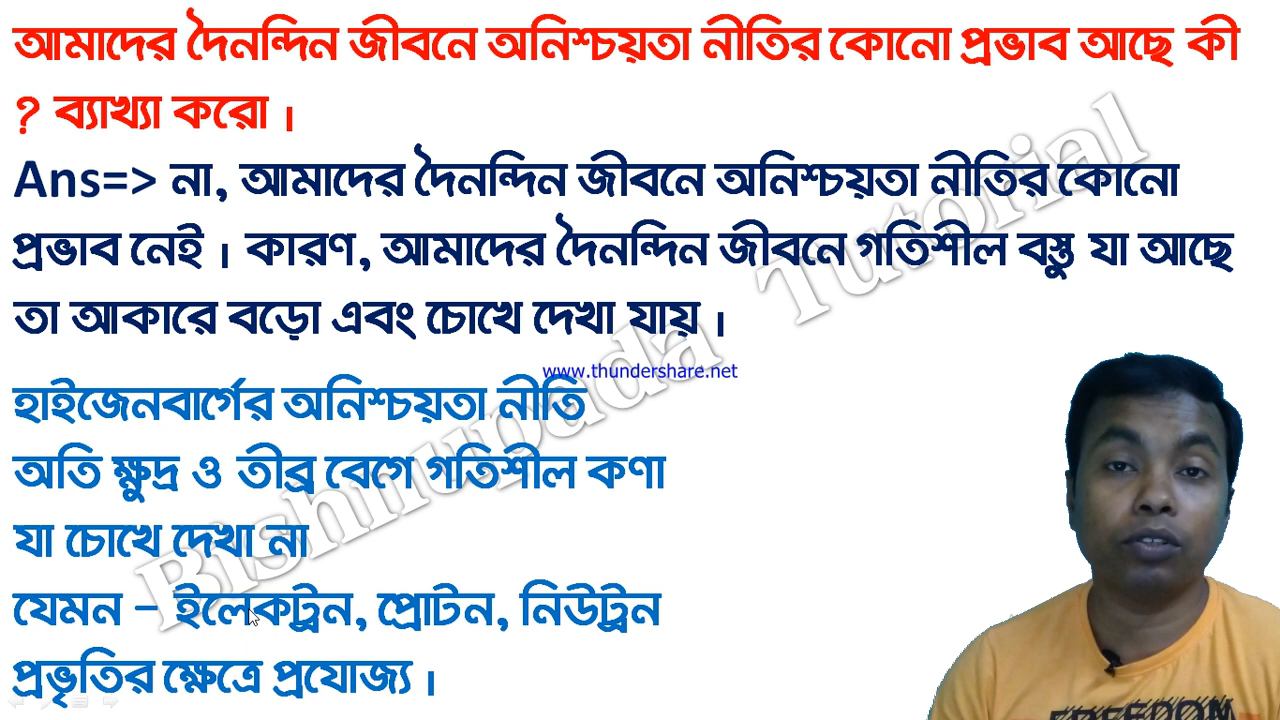 আমাদের দৈনন্দিন জীবনে অনিশ্চয়তা নীতির কোনো প্রভাব আছে কী
? ব্যাখ্যা করো ।
Ans=> না, আমাদের দৈনন্দিন জীবনে অনিশ্চয়তা নীতির কোনো
প্রভাব নেই । কারণ, আমাদের দৈনন্দিন জীবনে গতিশীল বস্তু যা আছে
তা আকারে বড়ো এবং চোখে দেখা যায় ।
www.thundershare.net
হাইজেনবার্গের অনিশ্চয়তা নীতি
অতি ক্ষুদ্র ও তীব্র বেগে গতিশীল কণা
যা চোখে দেখা না
যেমন – ইলেকট্রন, প্রোটন, নিউট্রন
প্রভৃতির ক্ষেত্রে প্রযোজ্য ।
Bishnupada Tutorial
FREEDOM